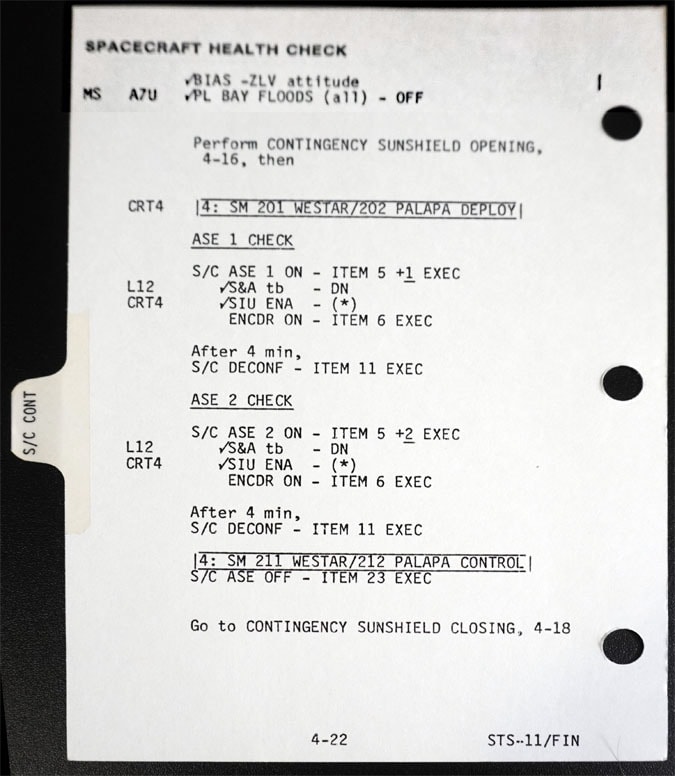 SPACECRAFT HEALTH CHECK
✓BIAS -ZLV attitude
MS A7U ✓PL BAY FLOODS (all) - OFF
Perform CONTINGENCY SUNSHIELD OPENING,
4-16, then
CRT4 |4: SM 201 WESTAR/202 PALAPA DEPLOY|
ASE 1 CHECK
S/C ASE 1 ON - ITEM 5 +1 EXEC
L12 ✓S&A tb - DN
CRT4 ✓SIU ENA - (*)
ENCDR ON - ITEM 6 EXEC
After 4 min,
S/C DECONF - ITEM 11 EXEC
ASE 2 CHECK
S/C CONT
S/C ASE 2 ON - ITEM 5 +2 EXEC
L12 ✓S&A tb - DN
CRT4 ✓SIU ENA - (*)
ENCDR ON - ITEM 6 EXEC
After 4 min,
S/C DECONF - ITEM 11 EXEC
|4: SM 211 WESTAR/212 PALAPA CONTROL|
S/C ASE OFF - ITEM 23 EXEC
Go to CONTINGENCY SUNSHIELD CLOSING, 4-18
4-22 STS-11/FIN